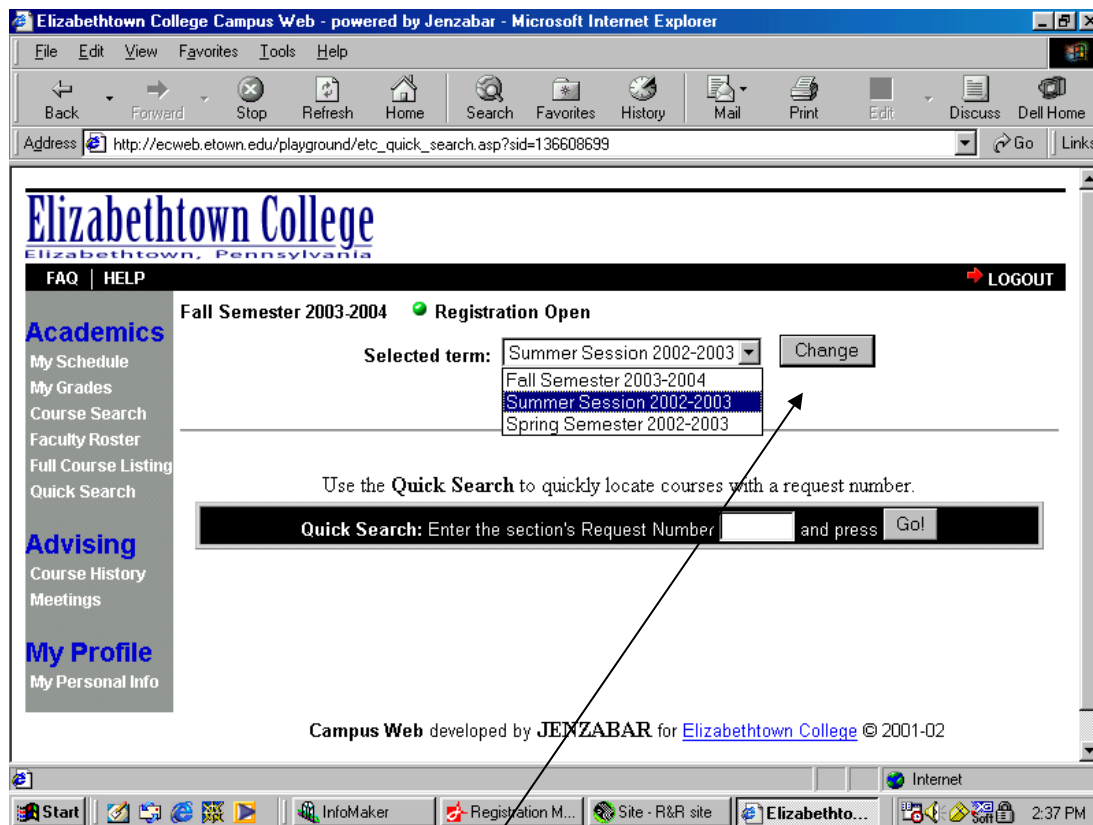 Elizabethtown College Campus Web - powered by Jenzabar - Microsoft Internet Explorer
File Edit View Favorites Tools Help
Back Forward Stop Refresh Home Search Favorites History Mail Print Edit Discuss Dell Home
Address http://ecweb.etown.edu/playground/etc_quick_search.asp?sid=136608699 Go Links
Elizabethtown College
Elizabethtown, Pennsylvania
FAQ | HELP LOGOUT
Fall Semester 2003-2004 Registration Open
Selected term: Summer Session 2002-2003 Change
Fall Semester 2003-2004
Summer Session 2002-2003
Spring Semester 2002-2003
Academics
My Schedule
My Grades
Course Search
Faculty Roster
Full Course Listing
Quick Search
Advising
Course History
Meetings
My Profile
My Personal Info
Use the Quick Search to quickly locate courses with a request number.
Quick Search: Enter the section's Request Number and press Go!
Campus Web developed by JENZABAR for Elizabethtown College © 2001-02
Internet
Start InfoMaker Registration M... Site - R&R site Elizabethto... 2:37 PM